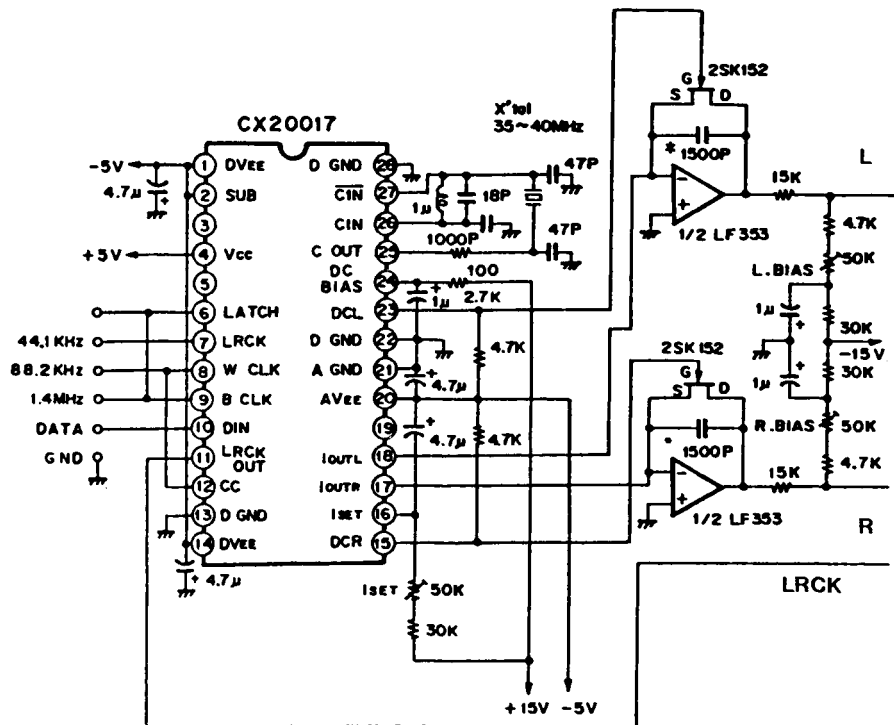 CX20017
X'tal
35~40MHz
-5V
4.7µ
+
+5V
44.1KHz
88.2KHz
1.4MHz
DATA
GND
1 DVEE
2 SUB
3
4 Vcc
5
6 LATCH
7 LRCK
8 W CLK
9 B CLK
10 DIN
11 LRCK OUT
12 CC
13 D GND
14 DVEE
+ 4.7µ
D GND 28
CIN 27
CIN 26
C OUT 25
DC BIAS 24
DCL 23
D GND 22
A GND 21
AVEE 20
19
IOUTL 18
IOUTR 17
ISET 16
DCR 15
47P
1µ
18P
1000P
47P
100
+
1µ
2.7K
4.7K
+
4.7µ
+
4.7µ
4.7K
ISET 50K
30K
+15V -5V
2SK152
G
S D
* 1500P
-
+
1/2 LF353
15K
L
4.7K
50K
L.BIAS
1µ
+
30K
-15V
30K
1µ
+
R.BIAS
50K
4.7K
2SK152
G
S D
1500P
-
+
1/2 LF353
15K
R
LRCK